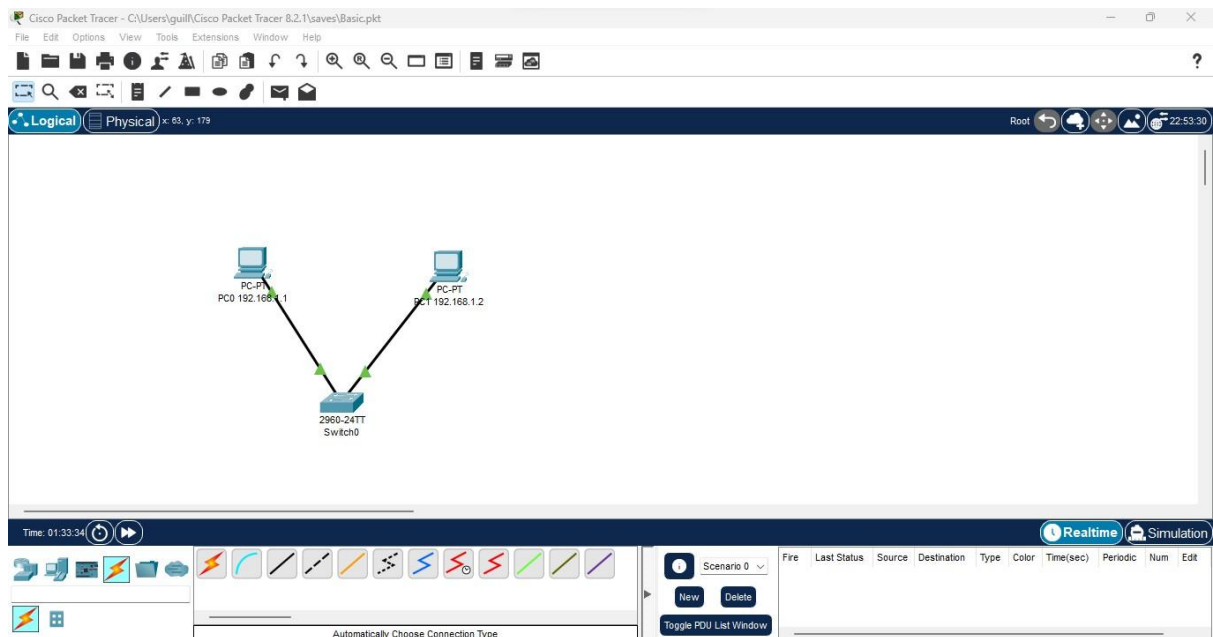 Cisco Packet Tracer - C:\Users\guill\Cisco Packet Tracer 8.2.1\saves\Basic.pkt
File Edit Options View Tools Extensions Window Help
?
Logical Physical x: 63, y: 179 Root 22:53:30
PC-PT
PC0 192.168.1.1
PC-PT
PC1 192.168.1.2
2960-24TT
Switch0
Time: 01:33:34 Realtime Simulation
Scenario 0 Fire Last Status Source Destination Type Color Time(sec) Periodic Num Edit
New Delete
Toggle PDU List Window
Automatically Choose Connection Type